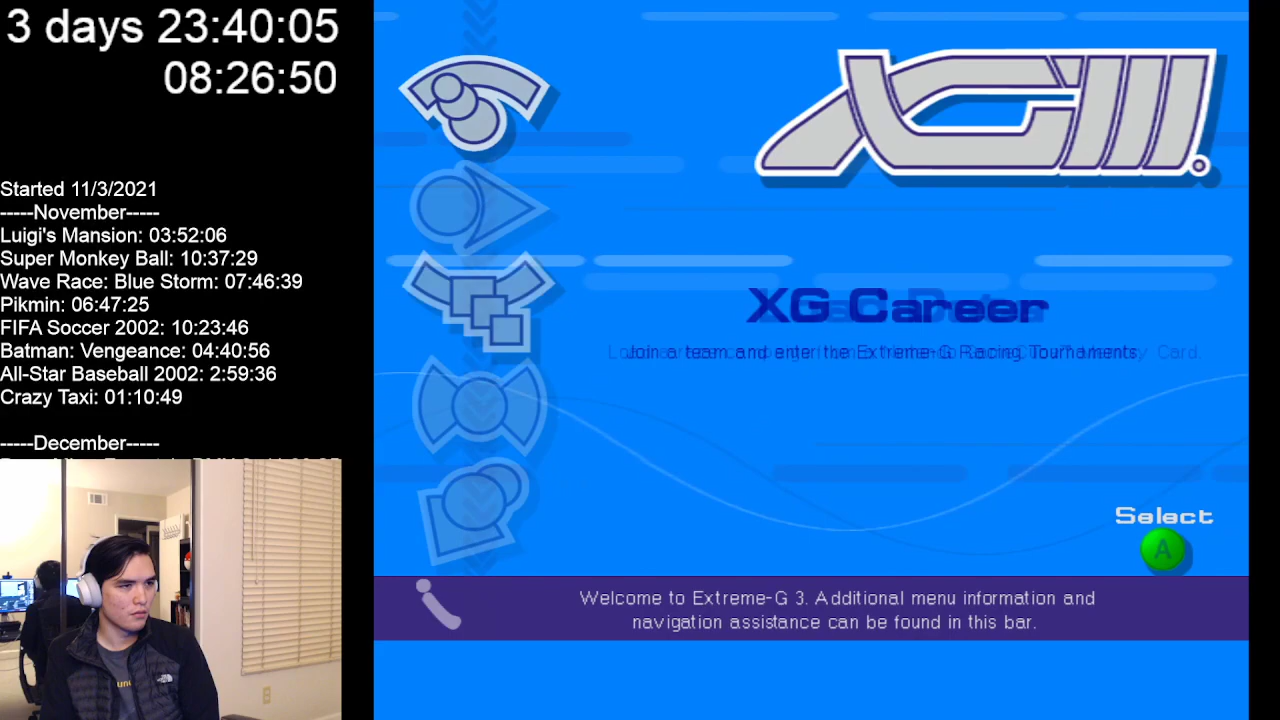 3 days 23:40:05
08:26:50
Started 11/3/2021
-----November-----
Luigi's Mansion: 03:52:06
Super Monkey Ball: 10:37:29
Wave Race: Blue Storm: 07:46:39
Pikmin: 06:47:25
FIFA Soccer 2002: 10:23:46
Batman: Vengeance: 04:40:56
All-Star Baseball 2002: 2:59:36
Crazy Taxi: 01:10:49
-----December-----
XGIII.
XG Career
Join a team and enter the Extreme-G Racing Tournaments.
Select
A
Welcome to Extreme-G 3. Additional menu information and
navigation assistance can be found in this bar.